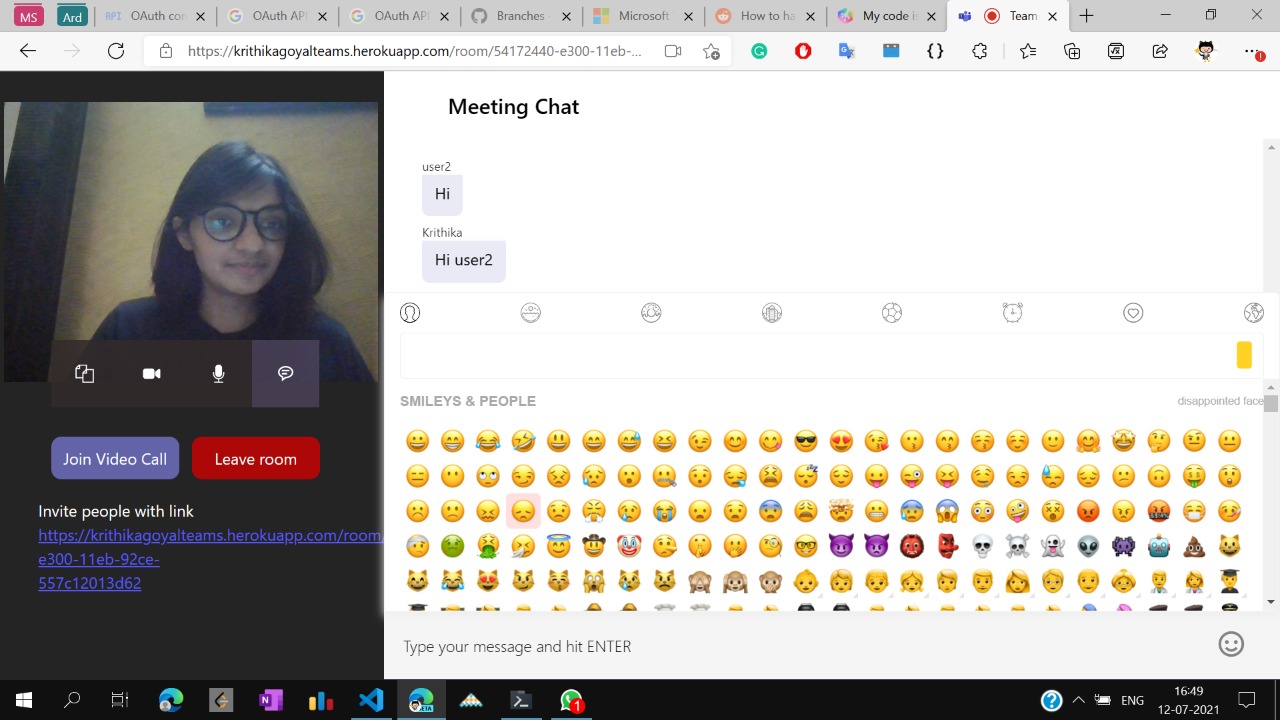 MS
Ard
OAuth con
OAuth API
OAuth API
Branches
Microsoft
How to ha
My code is
Team
https://krithikagoyalteams.herokuapp.com/room/54172440-e300-11eb-...
Meeting Chat
user2
Hi
Krithika
Hi user2
SMILEYS & PEOPLE
disappointed face
Join Video Call
Leave room
Invite people with link
https://krithikagoyalteams.herokuapp.com/room/
e300-11eb-92ce-
557c12013d62
Type your message and hit ENTER
ENG
16:49
12-07-2021
1